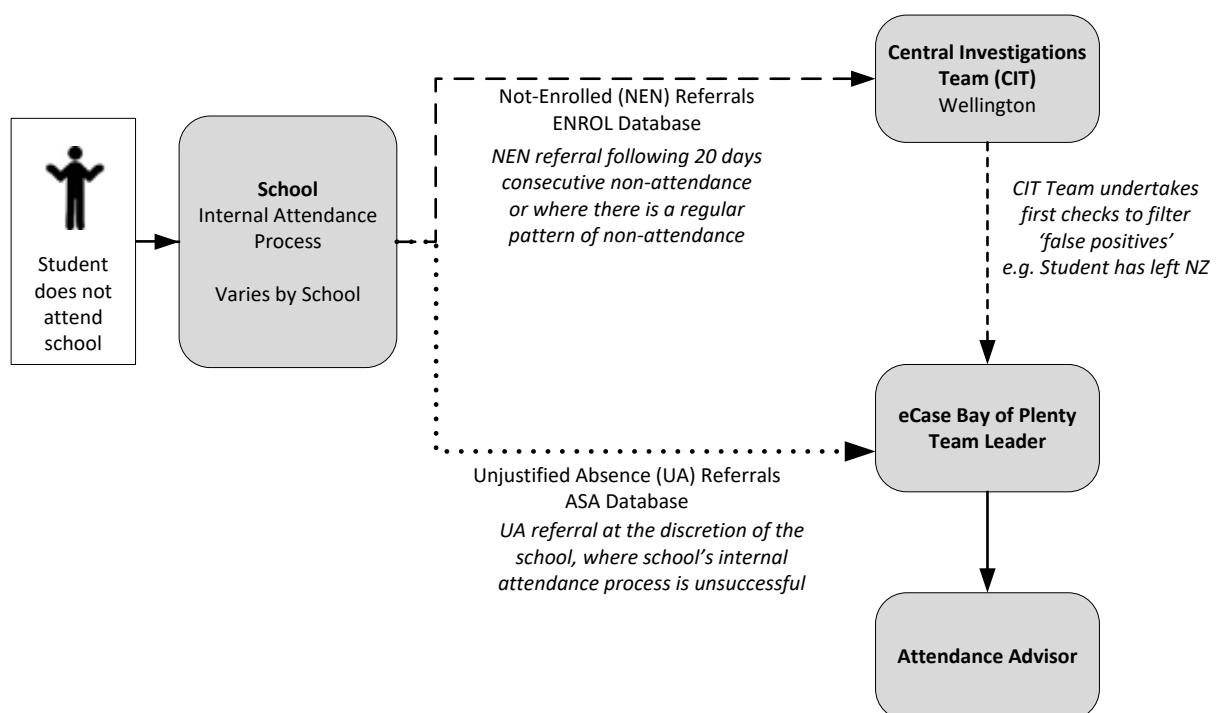 Student
does not
attend
school
School
Internal Attendance
Process
Varies by School
Not-Enrolled (NEN) Referrals
ENROL Database
NEN referral following 20 days
consecutive non-attendance
or where there is a regular
pattern of non-attendance
Central Investigations
Team (CIT)
Wellington
CIT Team undertakes
first checks to filter
‘false positives’
e.g. Student has left NZ
Unjustified Absence (UA) Referrals
ASA Database
UA referral at the discretion of the
school, where school’s internal
attendance process is unsuccessful
eCase Bay of Plenty
Team Leader
Attendance Advisor